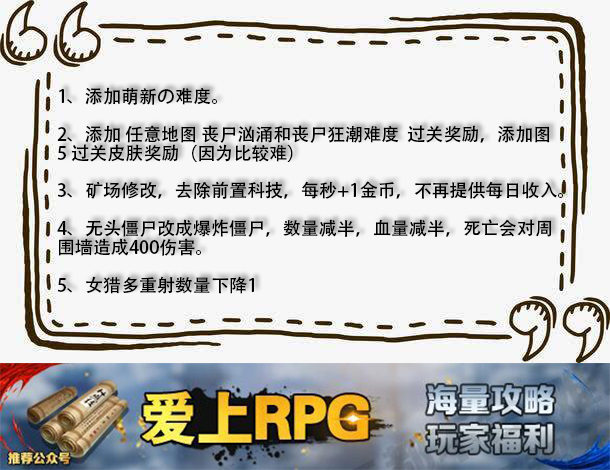 1、添加萌新の难度。
2、添加 任意地图 丧尸汹涌和丧尸狂潮难度 过关奖励，添加图
5 过关皮肤奖励（因为比较难）
3、矿场修改，去除前置科技，每秒+1金币，不再提供每日收入。
4、无头僵尸改成爆炸僵尸，数量减半，血量减半，死亡会对周
围墙造成400伤害。
5、女猎多重射数量下降1
爱上RPG
海量攻略
玩家福利
推荐公众号